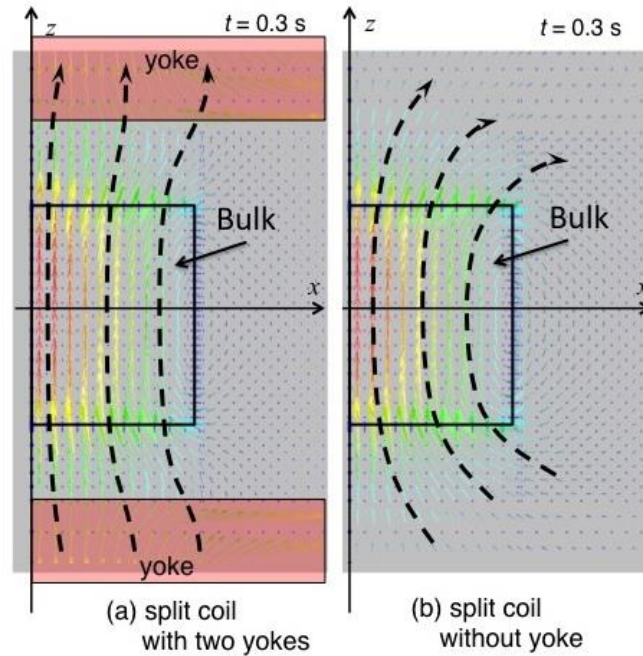 z
t = 0.3 s
yoke
Bulk
x
yoke
(a) split coil
with two yokes
z
t = 0.3 s
Bulk
x
(b) split coil
without yoke